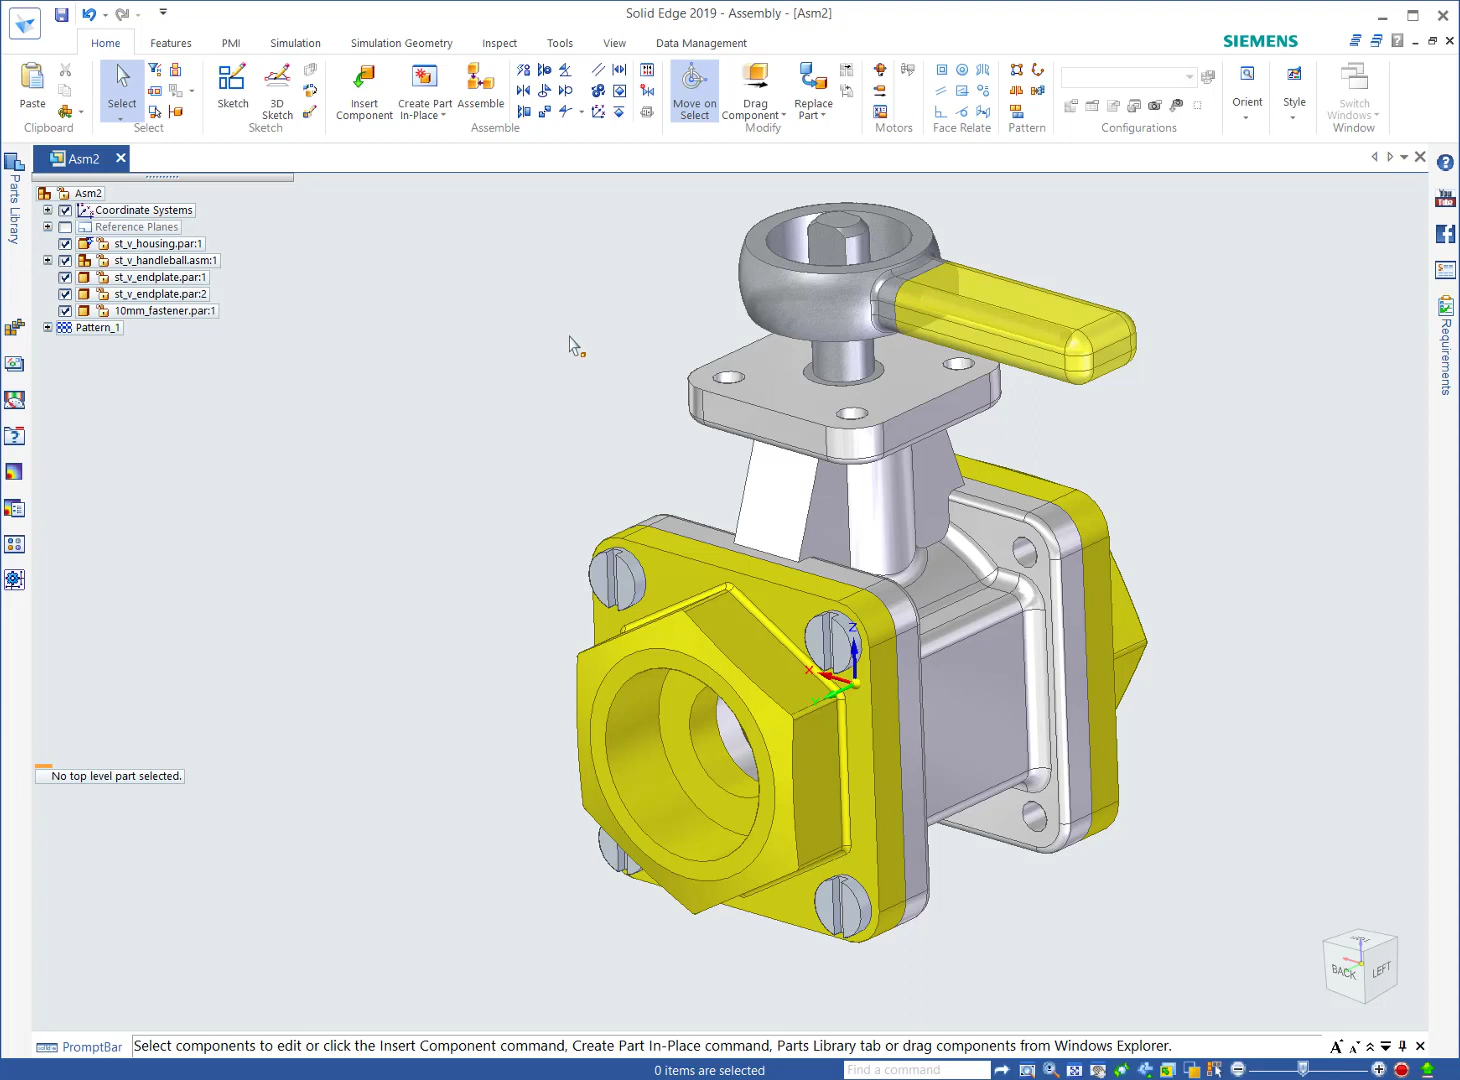 Solid Edge 2019 - Assembly - [Asm2]
Home Features PMI Simulation Simulation Geometry Inspect Tools View Data Management
SIEMENS
Paste
Clipboard
Select
Select
Sketch
3D Sketch
Sketch
Insert Component
Create Part In-Place
Assemble
Assemble
Move on Select
Drag Component
Replace Part
Modify
Motors
Face Relate
Pattern
Configurations
Orient
Style
Switch Windows
Window
Asm2
Parts Library
Asm2
Coordinate Systems
Reference Planes
st_v_housing.par:1
st_v_handleball.asm:1
st_v_endplate.par:1
st_v_endplate.par:2
10mm_fastener.par:1
Pattern_1
You Tube
Requirements
Z
X
No top level part selected.
BACK
LEFT
PromptBar
Select components to edit or click the Insert Component command, Create Part In-Place command, Parts Library tab or drag components from Windows Explorer.
0 items are selected
Find a command